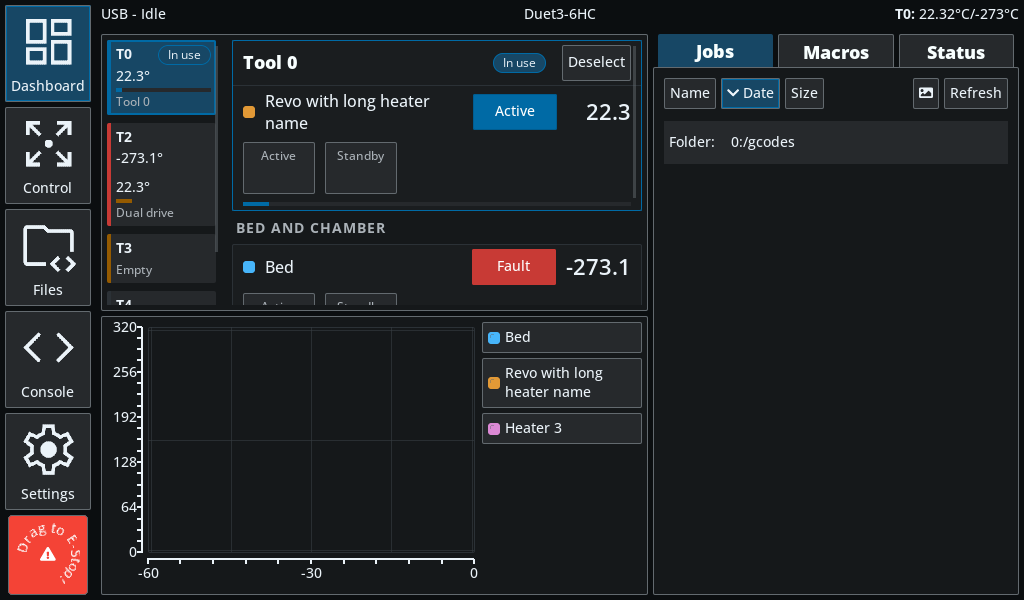 USB - Idle
Duet3-6HC
T0: 22.32°C/-273°C
Dashboard
Control
Files
Console
Settings
Drag to E-Stop!
T0
In use
22.3°
Tool 0
T2
-273.1°
22.3°
Dual drive
T3
Empty
T4
Tool 0
In use
Deselect
Revo with long heater
name
Active
22.3
Active
Standby
BED AND CHAMBER
Bed
Fault
-273.1
Active
Standby
320
256
192
128
64
0
-60
-30
0
Bed
Revo with long
heater name
Heater 3
Jobs
Macros
Status
Name
Date
Size
Refresh
Folder: 0:/gcodes